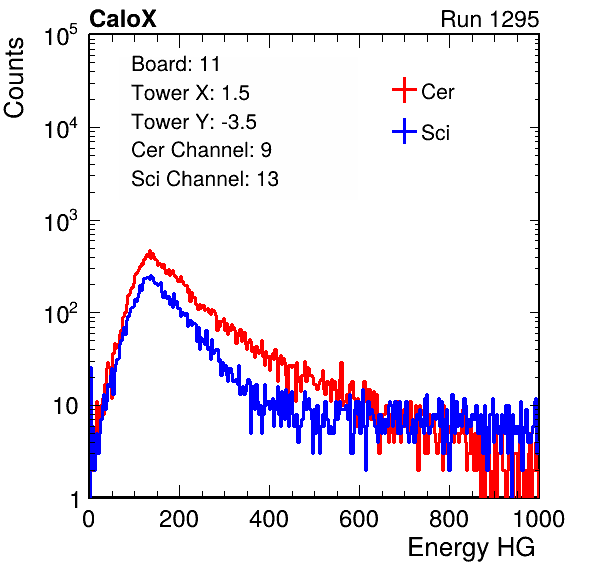 CaloX Run 1295
Counts
10^5
10^4
10^3
10^2
10
1
Board: 11
Tower X: 1.5
Tower Y: -3.5
Cer Channel: 9
Sci Channel: 13
Cer
Sci
0 200 400 600 800 1000
Energy HG